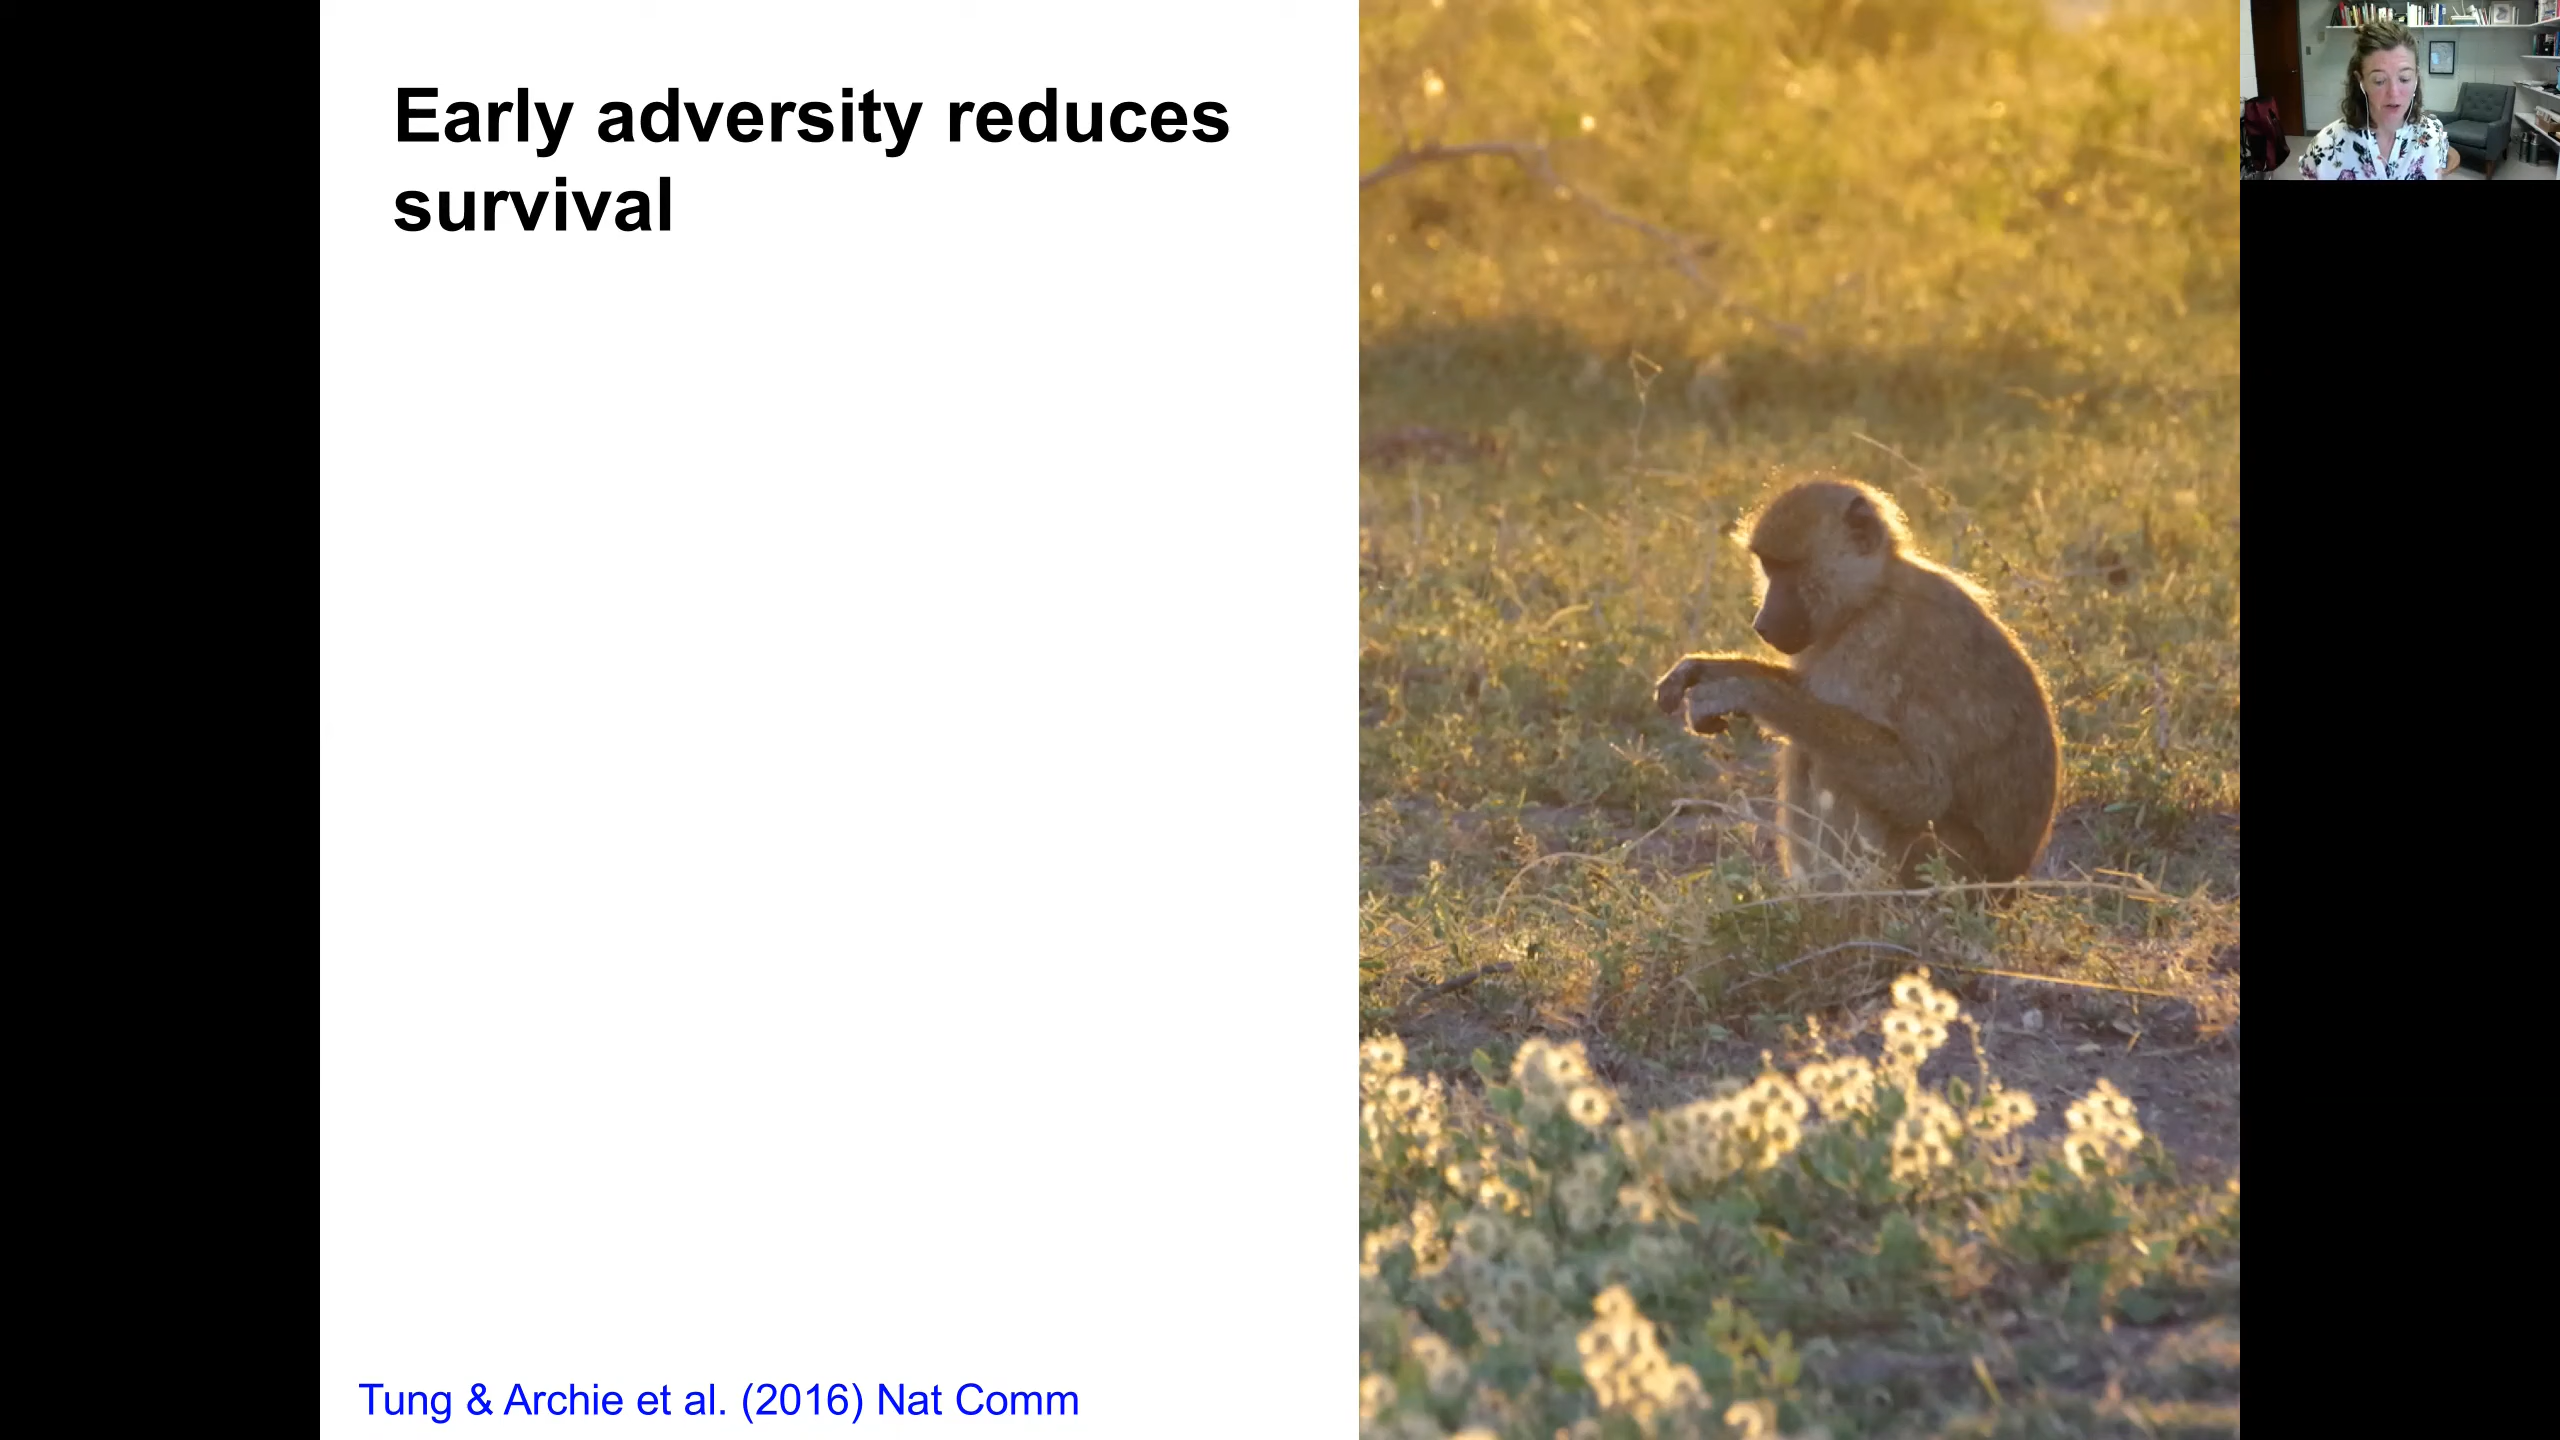 Early adversity reduces
survival
Tung & Archie et al. (2016) Nat Comm